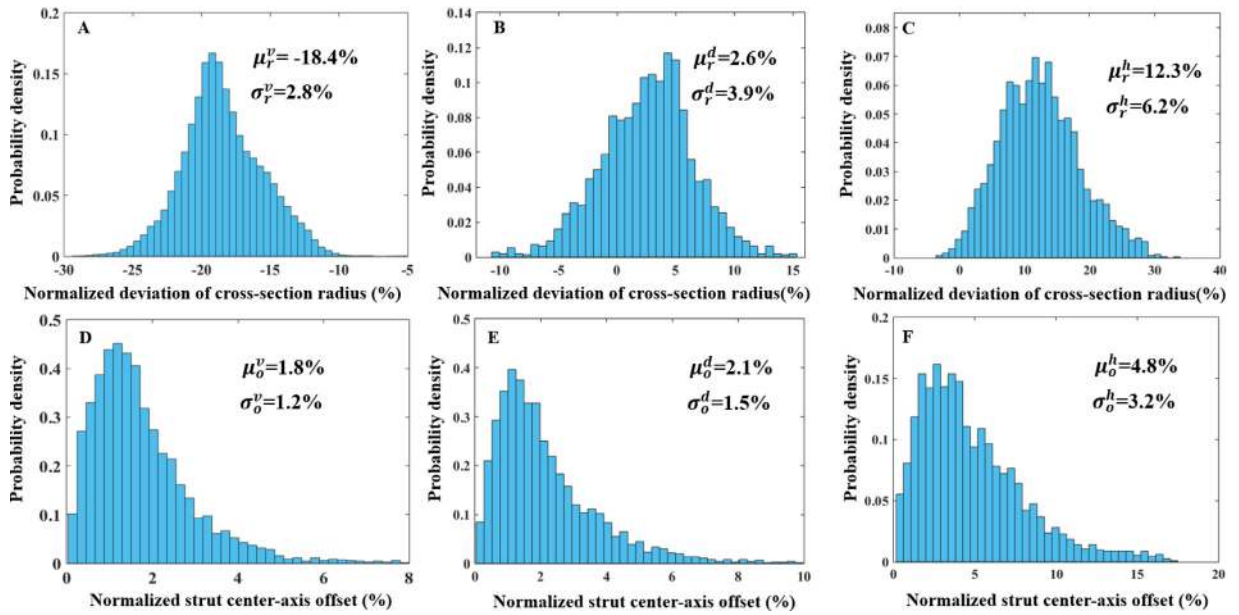 A
μ_r^v= -18.4%
σ_r^v=2.8%
Probability density
0.2
0.15
0.1
0.05
0
-30 -25 -20 -15 -10 -5
Normalized deviation of cross-section radius (%)
B
μ_r^d=2.6%
σ_r^d=3.9%
Probability density
0.14
0.12
0.10
0.08
0.06
0.04
0.02
0
-10 -5 0 5 10 15
Normalized deviation of cross-section radius(%)
C
μ_r^h=12.3%
σ_r^h=6.2%
Probability density
0.08
0.07
0.06
0.05
0.04
0.03
0.02
0.01
0
-10 0 10 20 30 40
Normalized deviation of cross-section radius(%)
D
μ_o^v=1.8%
σ_o^v=1.2%
Probability density
0.5
0.4
0.3
0.2
0.1
0
0 2 4 6 8
Normalized strut center-axis offset (%)
E
μ_o^d=2.1%
σ_o^d=1.5%
Probability density
0.5
0.4
0.3
0.2
0.1
0
0 2 4 6 8 10
Normalized strut center-axis offset (%)
F
μ_o^h=4.8%
σ_o^h=3.2%
Probability density
0.2
0.15
0.1
0.05
0
0 5 10 15 20
Normalized strut center-axis offset (%)